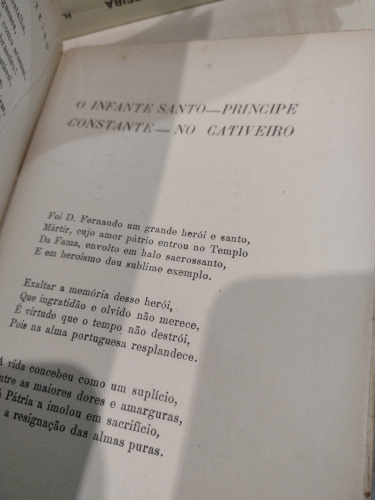 O INFANTE SANTO—PRINCIPE
CONSTANTE—NO CATIVEIRO
Foi D. Fernando um grande herói e santo,
Mártir, cujo amor pátrio entrou no Templo
Da Fama, envolto em halo sacrossanto,
E em heroísmo deu sublime exemplo.
Exaltar a memória desse herói,
Que ingratidão e olvido não merece,
É virtude que o tempo não destrói,
Pois na alma portuguesa resplandece.
A vida concebeu como um suplício,
ntre as maiores dores e amarguras,
Pátria a imolou em sacrifício,
a resignação das almas puras.